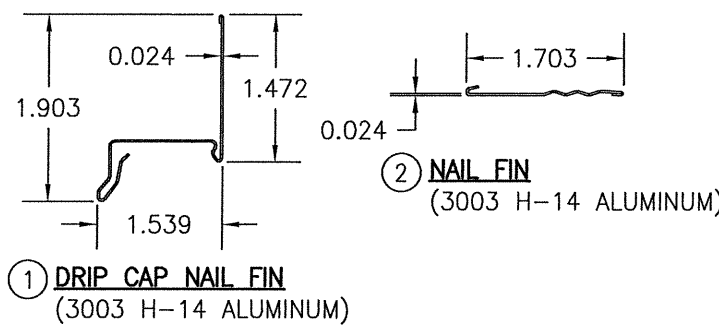 0.024
1.903
1.472
1.539
1 DRIP CAP NAIL FIN
(3003 H-14 ALUMINUM)
1.703
0.024
2 NAIL FIN
(3003 H-14 ALUMINUM)